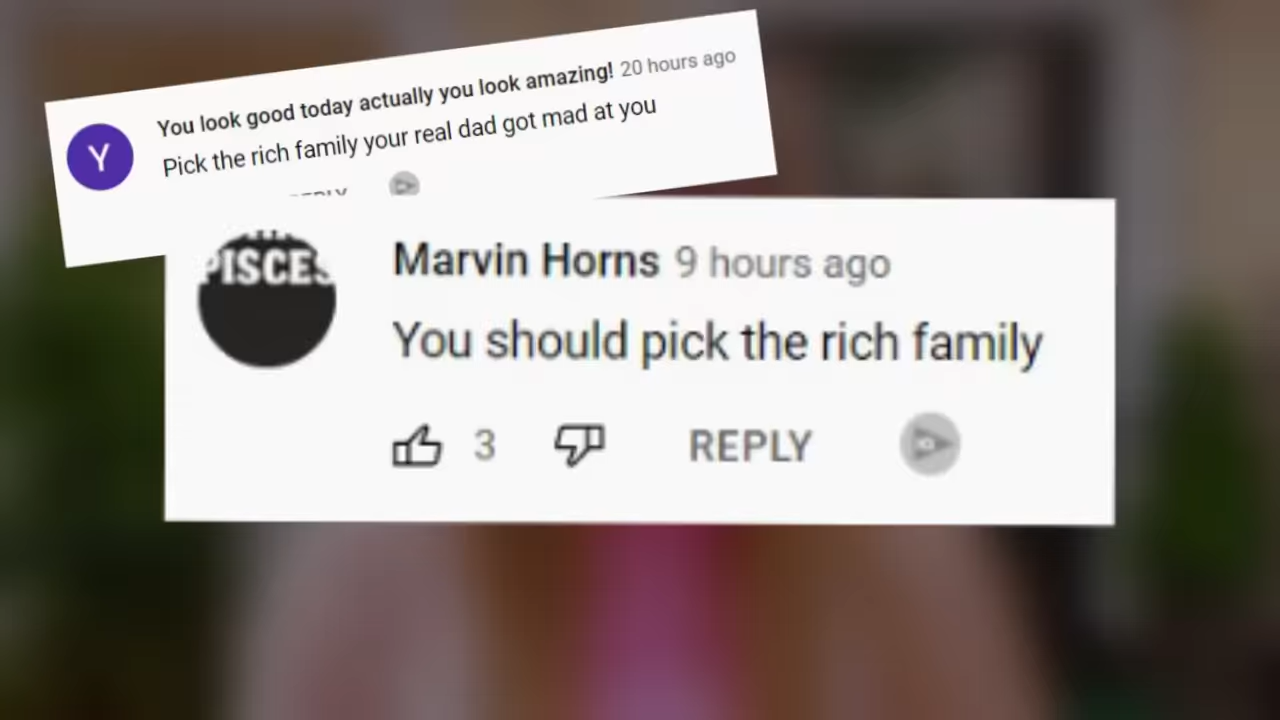 You look good today actually you look amazing! 20 hours ago
Y
Pick the rich family your real dad got mad at you
PISCES
Marvin Horns 9 hours ago
You should pick the rich family
3
REPLY